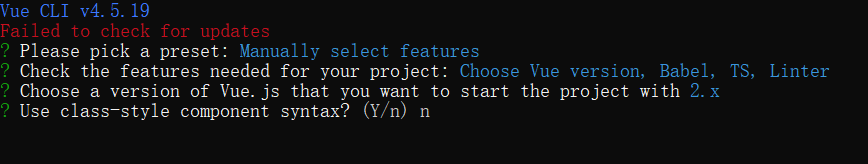 Vue CLI v4.5.19
Failed to check for updates
? Please pick a preset: Manually select features
? Check the features needed for your project: Choose Vue version, Babel, TS, Linter
? Choose a version of Vue.js that you want to start the project with 2.x
? Use class-style component syntax? (Y/n) n